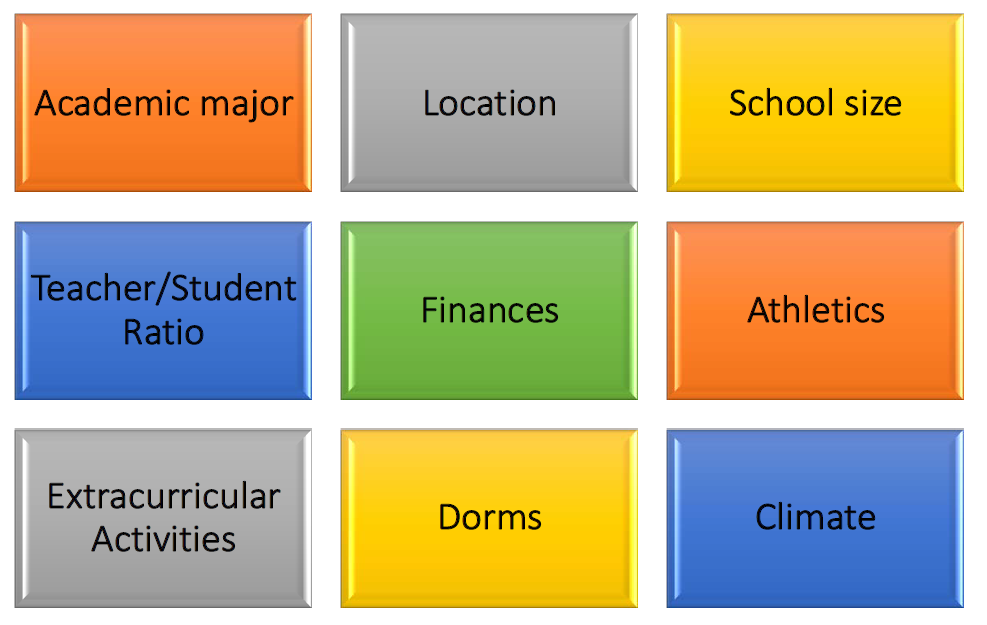 Academic major
Location
School size
Teacher/Student
Ratio
Finances
Athletics
Extracurricular
Activities
Dorms
Climate